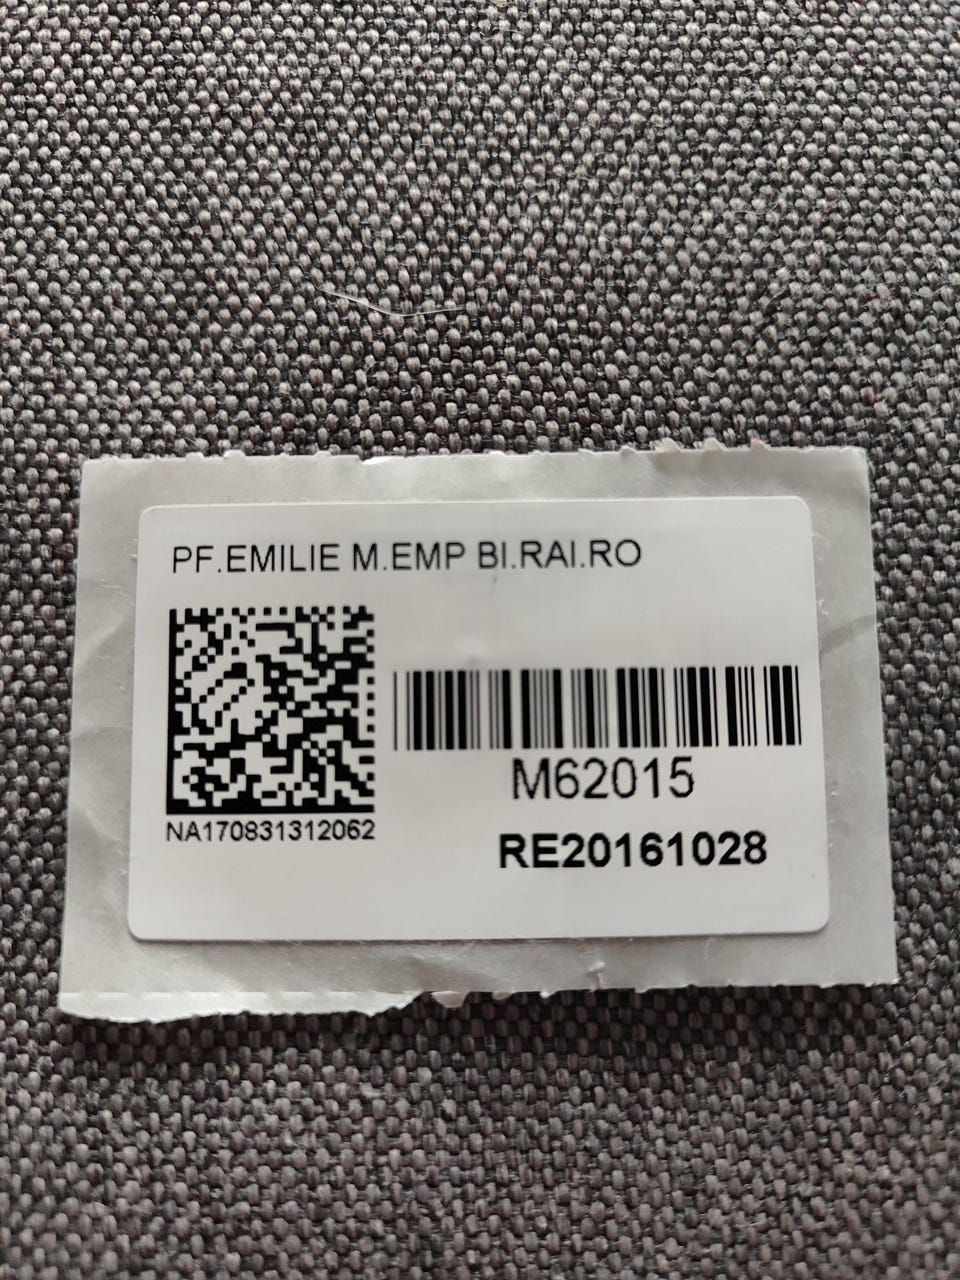 PF.EMILIE M.EMP BI.RAI.RO
NA170831312062
M62015
RE20161028